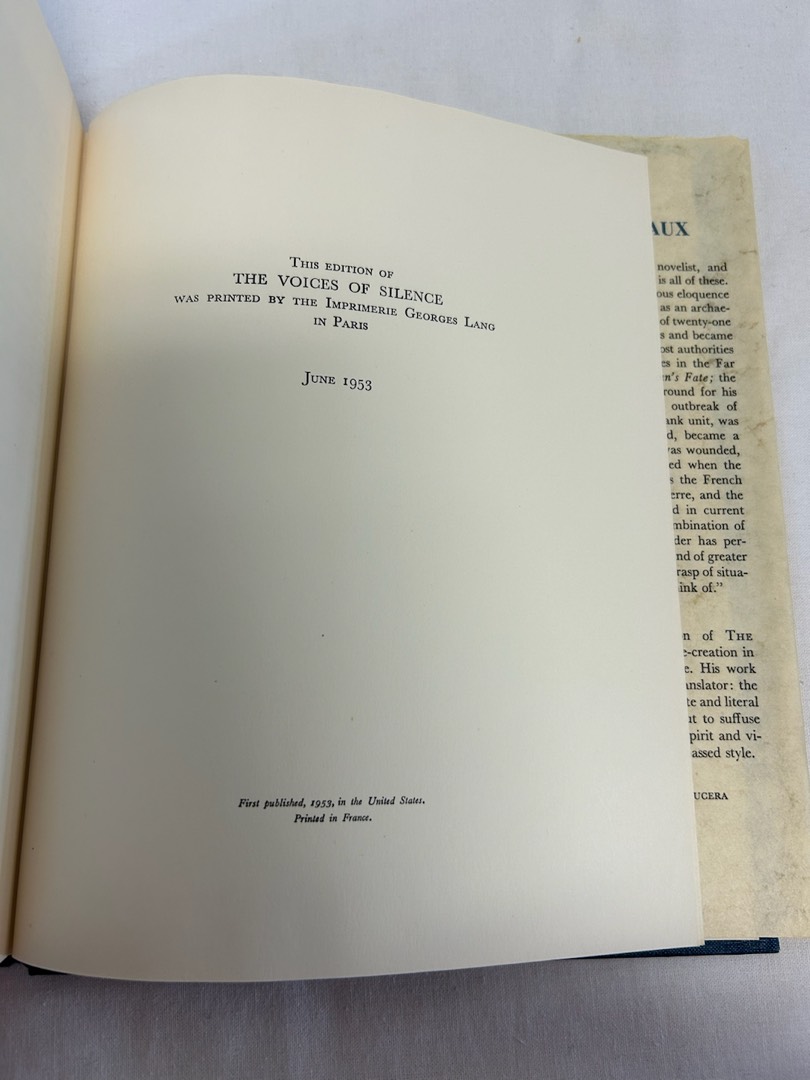 THIS EDITION OF
THE VOICES OF SILENCE
WAS PRINTED BY THE IMPRIMERIE GEORGES LANG
IN PARIS
JUNE 1953
First published, 1953, in the United States.
Printed in France.
AUX
novelist, and
is all of these.
ous eloquence
as an archae-
of twenty-one
s and became
ost authorities
es in the Far
n's Fate; the
round for his
outbreak of
ank unit, was
d, became a
as wounded,
ed when the
s the French
erre, and the
d in current
mbination of
der has per-
nd of greater
rasp of situa-
ink of."
n of THE
-creation in
e. His work
anslator: the
te and literal
ut to suffuse
pirit and vi-
assed style.
UCERA